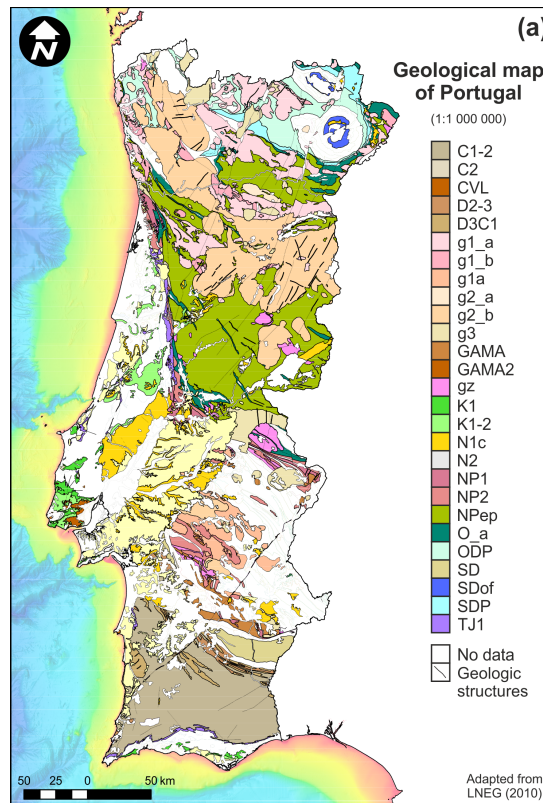 (a)
N
Geological map
of Portugal
(1:1 000 000)
C1-2
C2
CVL
D2-3
D3C1
g1_a
g1_b
g1a
g2_a
g2_b
g3
GAMA
GAMA2
gz
K1
K1-2
N1c
N2
NP1
NP2
NPep
O_a
ODP
SD
SDof
SDP
TJ1
No data
Geologic
structures
50 25 0 50 km
Adapted from
LNEG (2010)